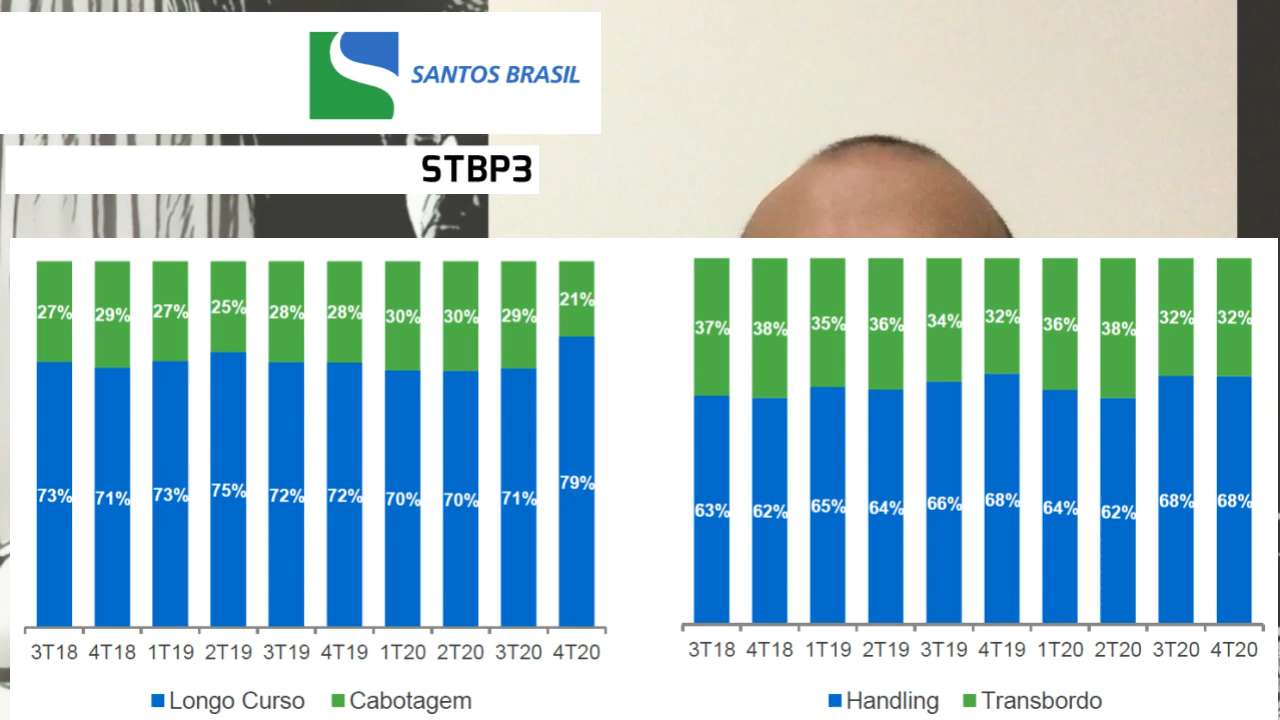 SANTOS BRASIL
STBP3
27% 29% 27% 25% 28% 28% 30% 30% 29% 21%
73% 71% 73% 75% 72% 72% 70% 70% 71% 79%
3T18 4T18 1T19 2T19 3T19 4T19 1T20 2T20 3T20 4T20
Longo Curso Cabotagem
37% 38% 35% 36% 34% 32% 36% 38% 32% 32%
63% 62% 65% 64% 66% 68% 64% 62% 68% 68%
3T18 4T18 1T19 2T19 3T19 4T19 1T20 2T20 3T20 4T20
Handling Transbordo